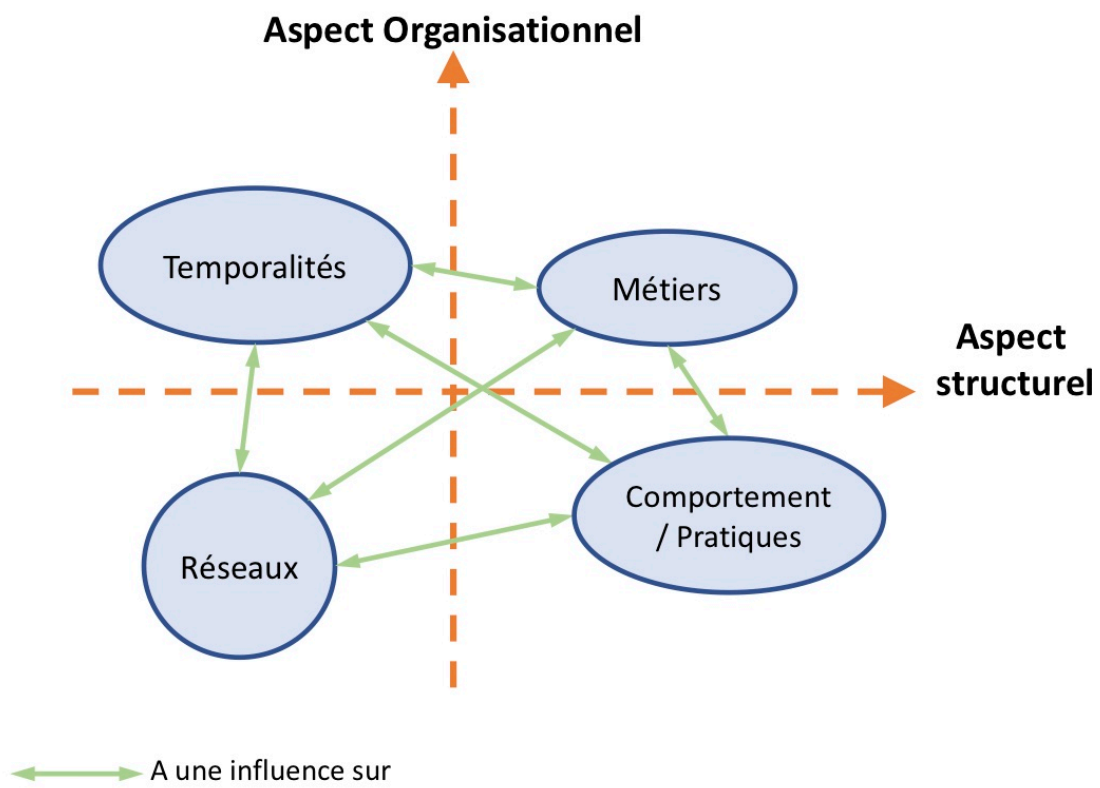 Aspect Organisationnel
Temporalités
Métiers
Aspect
structurel
Comportement
/ Pratiques
Réseaux
A une influence sur